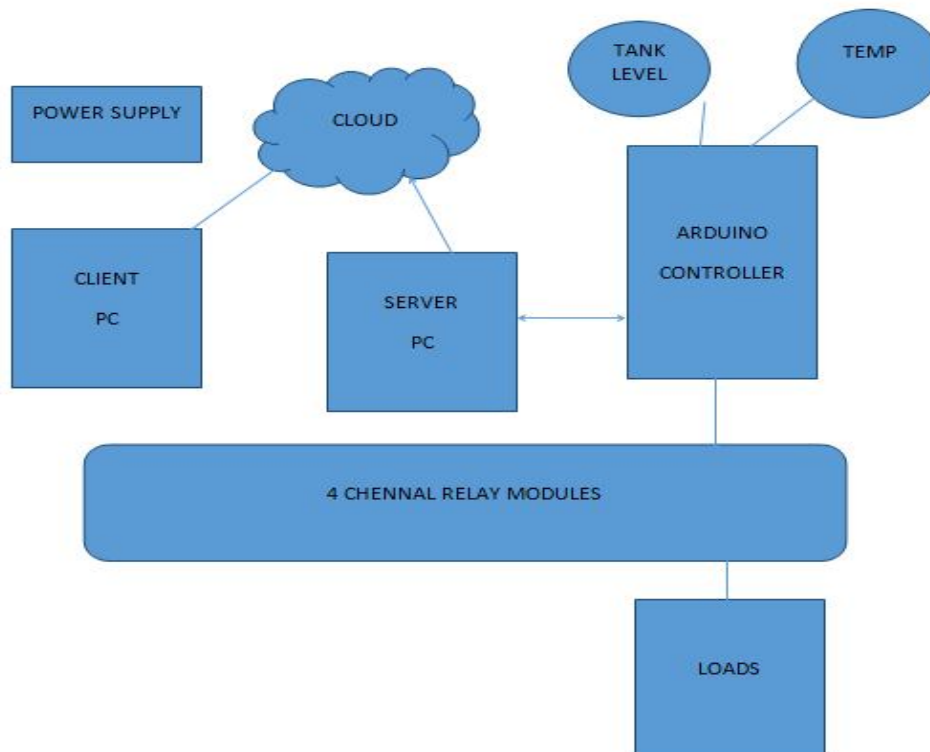 TANK
LEVEL
TEMP
POWER SUPPLY
CLOUD
ARDUINO
CONTROLLER
CLIENT
PC
SERVER
PC
4 CHENNAL RELAY MODULES
LOADS